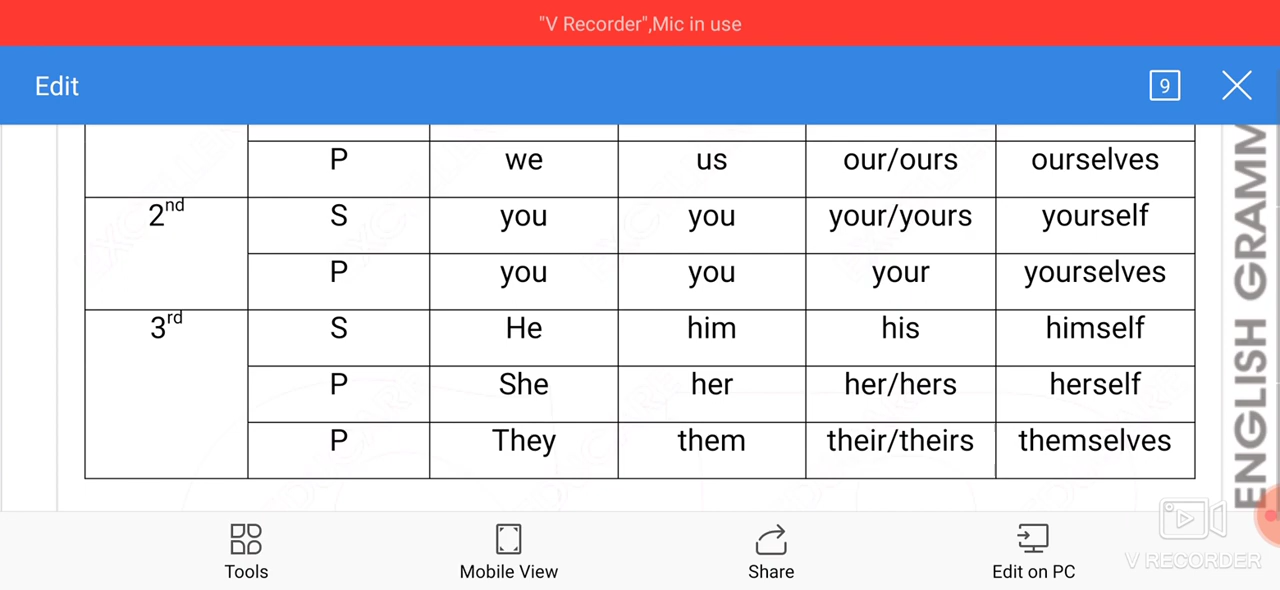 "V Recorder",Mic in use
Edit
9
P we us our/ours ourselves
2nd S you you your/yours yourself
P you you your yourselves
3rd S He him his himself
P She her her/hers herself
P They them their/theirs themselves
ENGLISH GRAMM
Tools Mobile View Share Edit on PC
V RECORDER